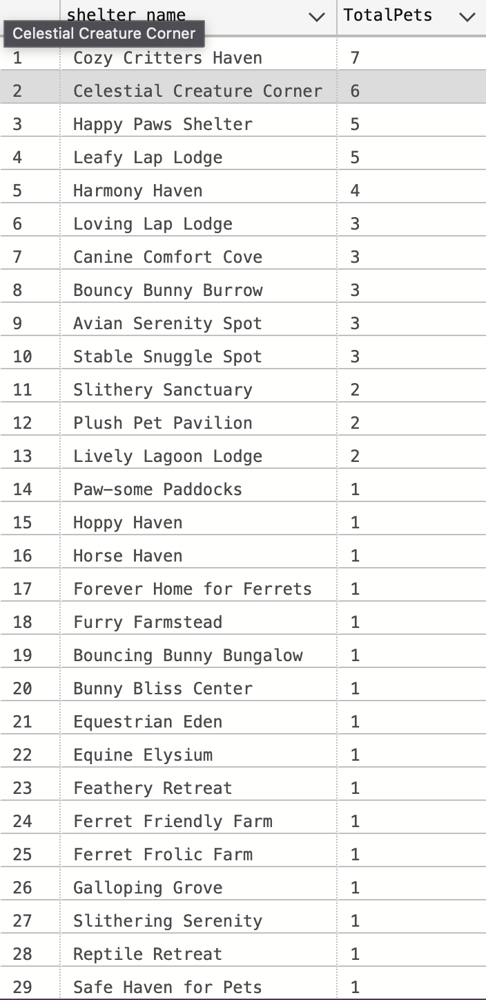 shelter name TotalPets
Celestial Creature Corner
1 Cozy Critters Haven 7
2 Celestial Creature Corner 6
3 Happy Paws Shelter 5
4 Leafy Lap Lodge 5
5 Harmony Haven 4
6 Loving Lap Lodge 3
7 Canine Comfort Cove 3
8 Bouncy Bunny Burrow 3
9 Avian Serenity Spot 3
10 Stable Snuggle Spot 3
11 Slithery Sanctuary 2
12 Plush Pet Pavilion 2
13 Lively Lagoon Lodge 2
14 Paw-some Paddocks 1
15 Hoppy Haven 1
16 Horse Haven 1
17 Forever Home for Ferrets 1
18 Furry Farmstead 1
19 Bouncing Bunny Bungalow 1
20 Bunny Bliss Center 1
21 Equestrian Eden 1
22 Equine Elysium 1
23 Feathery Retreat 1
24 Ferret Friendly Farm 1
25 Ferret Frolic Farm 1
26 Galloping Grove 1
27 Slithering Serenity 1
28 Reptile Retreat 1
29 Safe Haven for Pets 1